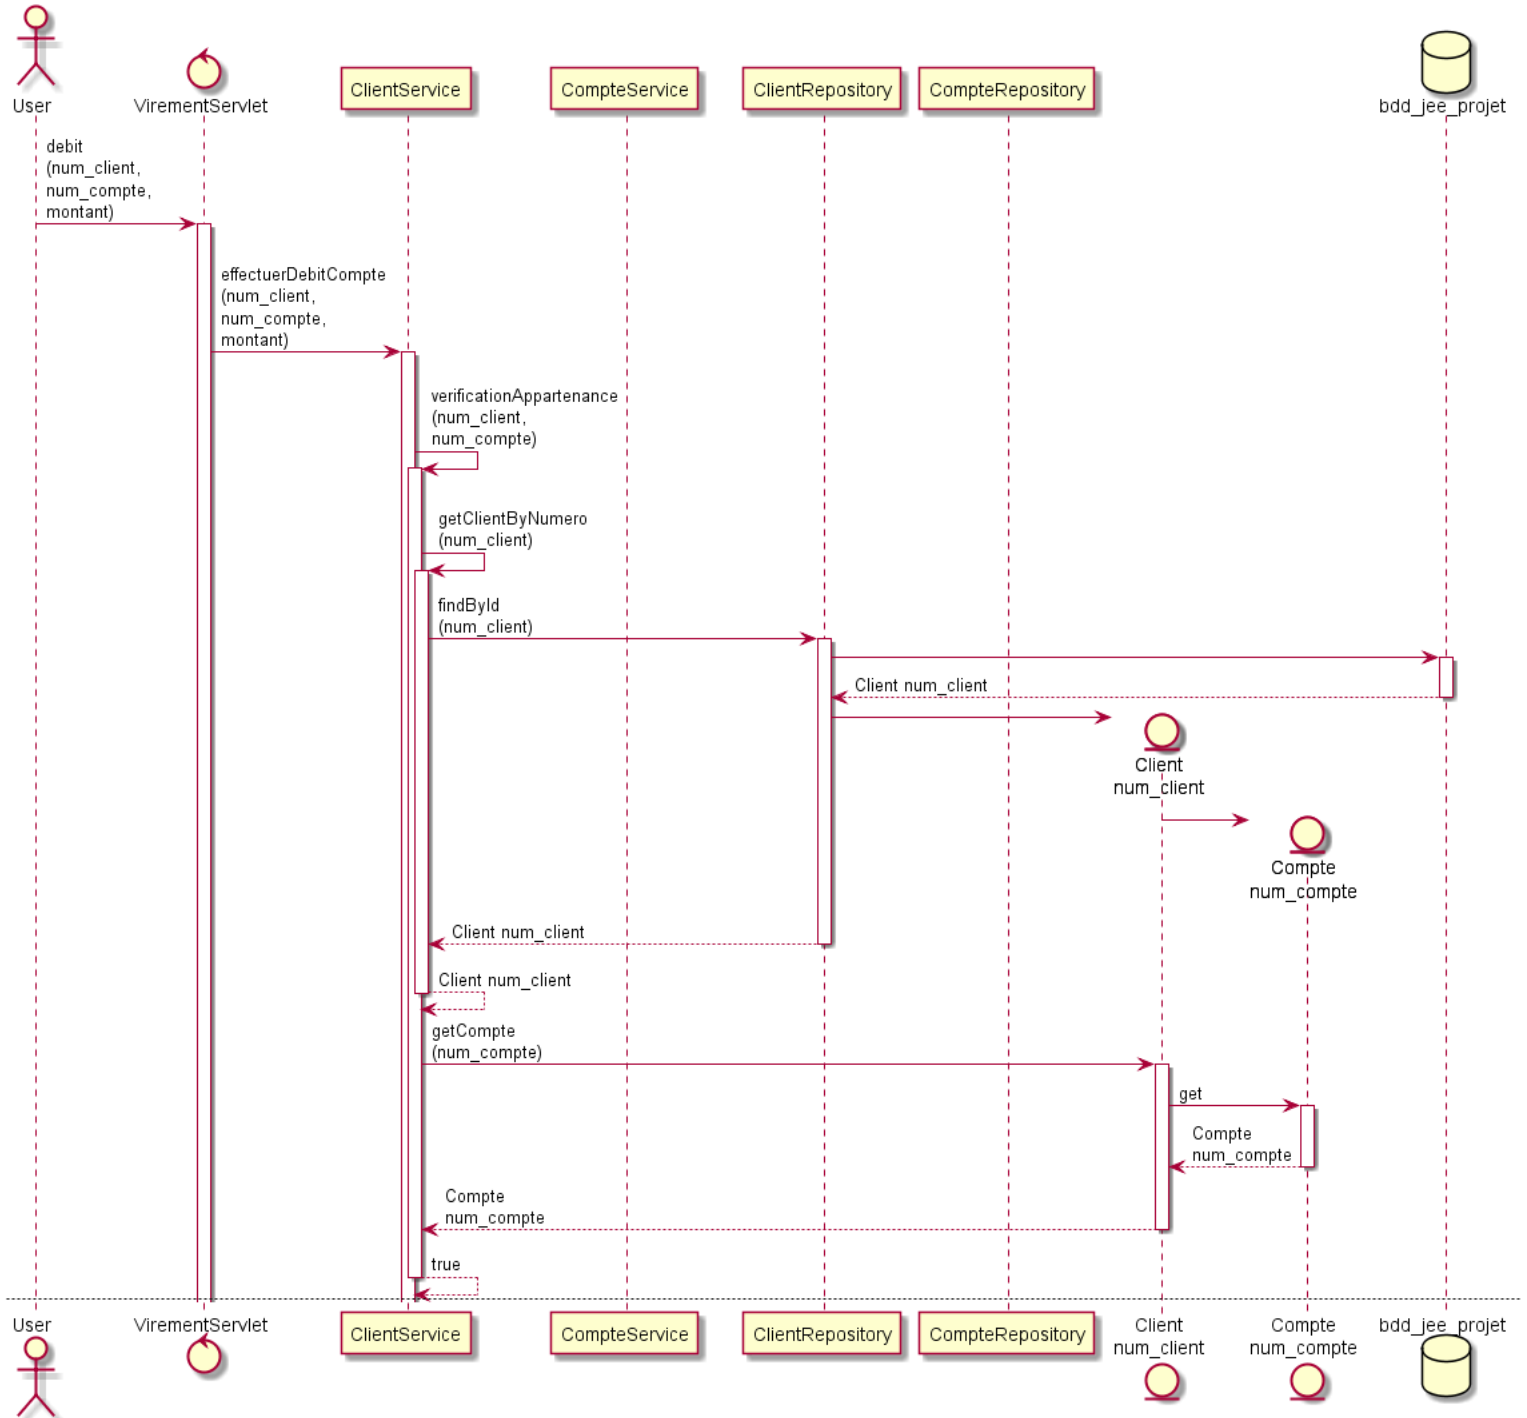 User
VirementServlet
ClientService
CompteService
ClientRepository
CompteRepository
bdd_jee_projet
debit
(num_client,
num_compte,
montant)
effectuerDebitCompte
(num_client,
num_compte,
montant)
verificationAppartenance
(num_client,
num_compte)
getClientByNumero
(num_client)
findById
(num_client)
Client num_client
Client
num_client
Compte
num_compte
Client num_client
Client num_client
getCompte
(num_compte)
get
Compte
num_compte
Compte
num_compte
true
User
VirementServlet
ClientService
CompteService
ClientRepository
CompteRepository
Client
num_client
Compte
num_compte
bdd_jee_projet